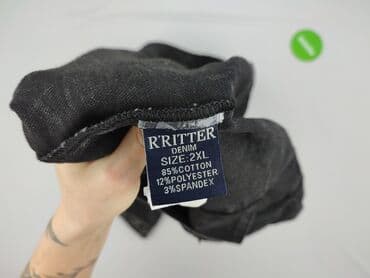 R'RITTER
DENIM
SIZE:2XL
85%COTTON
12%POLYESTER
3%SPANDEX